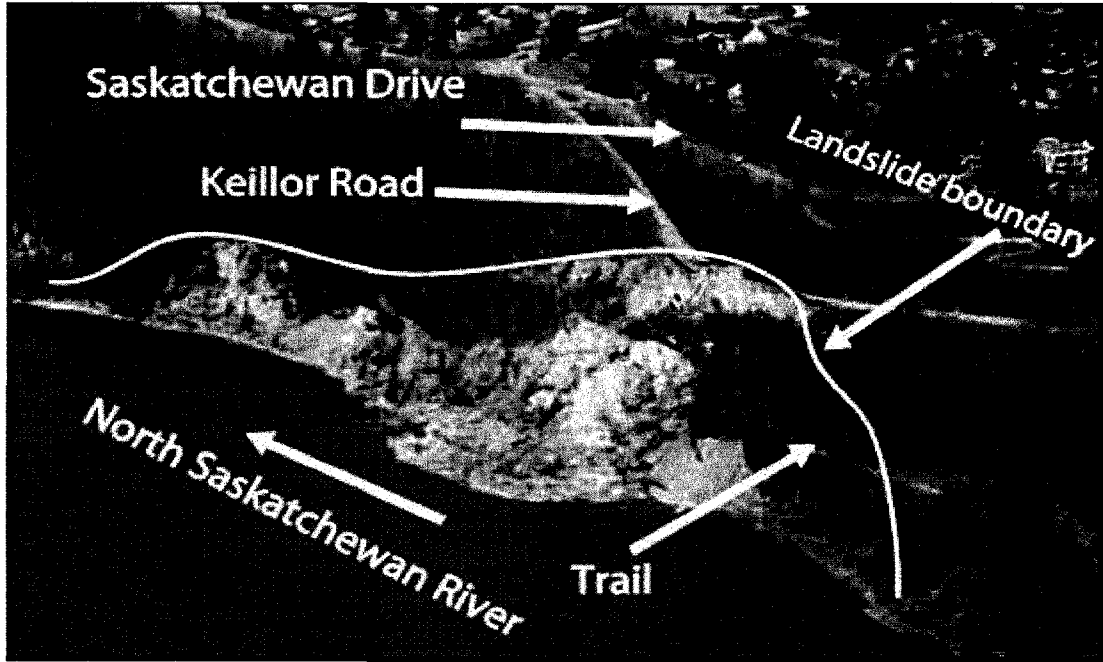 Saskatchewan Drive
Landslide boundary
Keillor Road
North Saskatchewan River
Trail